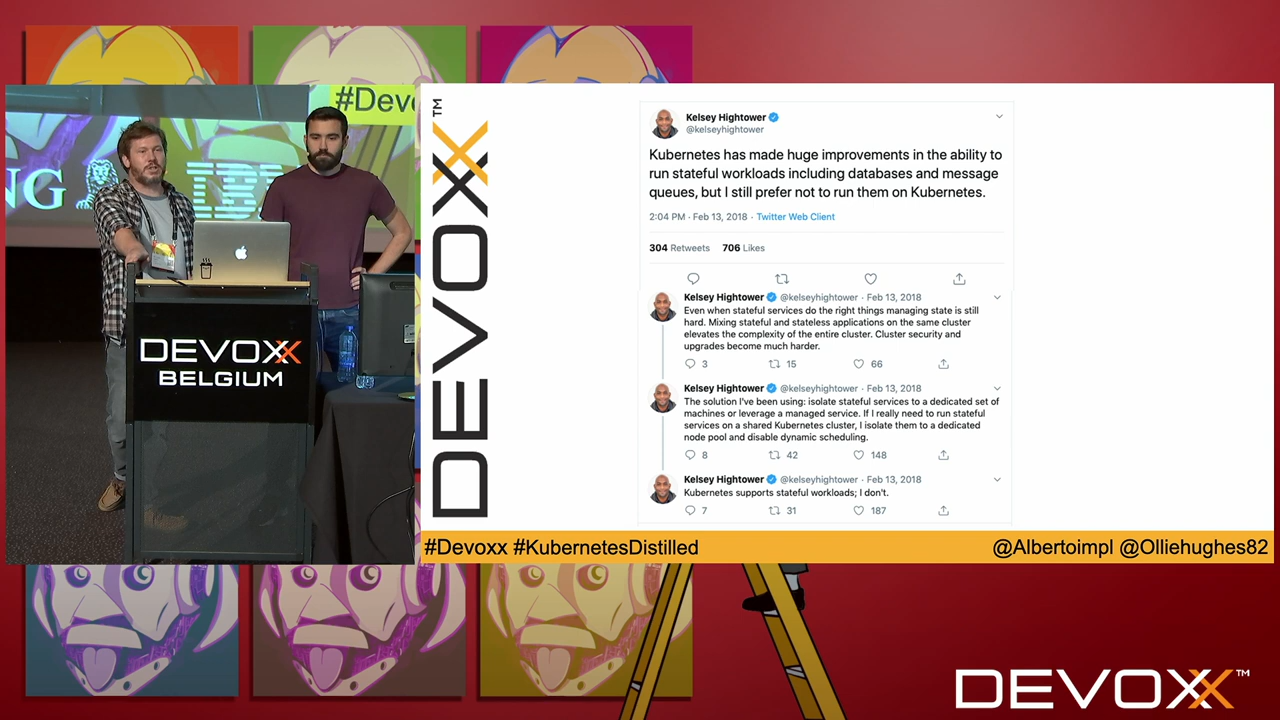 #Devo
NG
IBM
DEVOXX
BELGIUM
DEVOXX™
Kelsey Hightower
@kelseyhightower
Kubernetes has made huge improvements in the ability to
run stateful workloads including databases and message
queues, but I still prefer not to run them on Kubernetes.
2:04 PM · Feb 13, 2018 · Twitter Web Client
304 Retweets 706 Likes
Kelsey Hightower @kelseyhightower · Feb 13, 2018
Even when stateful services do the right things managing state is still
hard. Mixing stateful and stateless applications on the same cluster
elevates the complexity of the entire cluster. Cluster security and
upgrades become much harder.
3 15 66
Kelsey Hightower @kelseyhightower · Feb 13, 2018
The solution I've been using: isolate stateful services to a dedicated set of
machines or leverage a managed service. If I really need to run stateful
services on a shared Kubernetes cluster, I isolate them to a dedicated
node pool and disable dynamic scheduling.
8 42 148
Kelsey Hightower @kelseyhightower · Feb 13, 2018
Kubernetes supports stateful workloads; I don't.
7 31 187
#Devoxx #KubernetesDistilled
@Albertoimpl @Olliehughes82
DEVOXX™